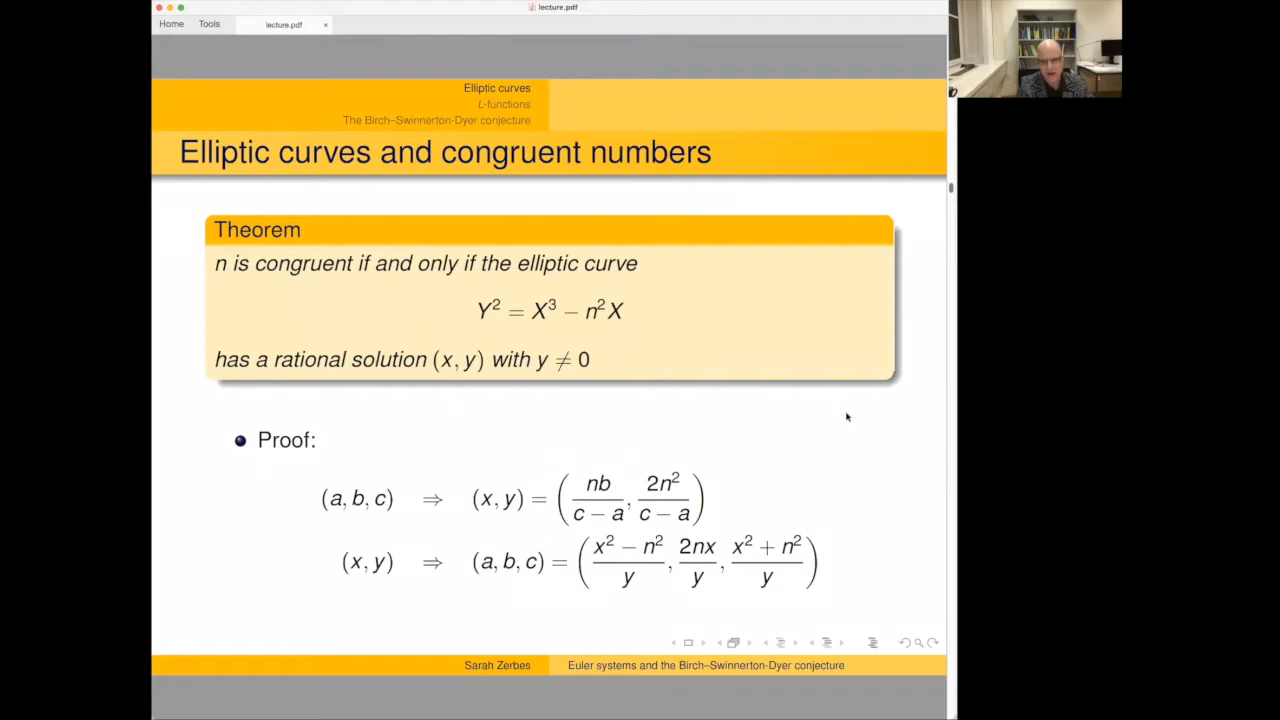 lecture.pdf
Home Tools lecture.pdf ×
Elliptic curves
L-functions
The Birch–Swinnerton-Dyer conjecture
Elliptic curves and congruent numbers
Theorem
n is congruent if and only if the elliptic curve
Y² = X³ − n²X
has a rational solution (x, y) with y ≠ 0
Proof:
(a, b, c) ⇒ (x, y) = (nb/(c − a), 2n²/(c − a))
(x, y) ⇒ (a, b, c) = ((x² − n²)/y, 2nx/y, (x² + n²)/y)
Sarah Zerbes Euler systems and the Birch–Swinnerton-Dyer conjecture